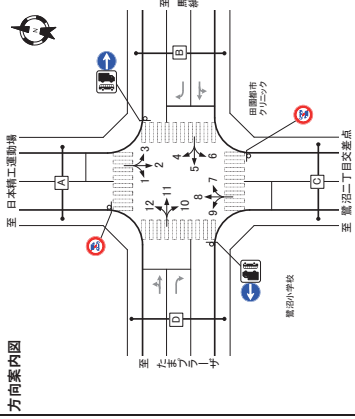 方向案内図
至 日本精工運動場
至 馬絹
A
B
C
D
1
2
3
4
5
6
7
8
9
10
11
12
田園都市
クリニック
鷺沼小学校
至 たまプラーザ
至 鷺沼二丁目交差点